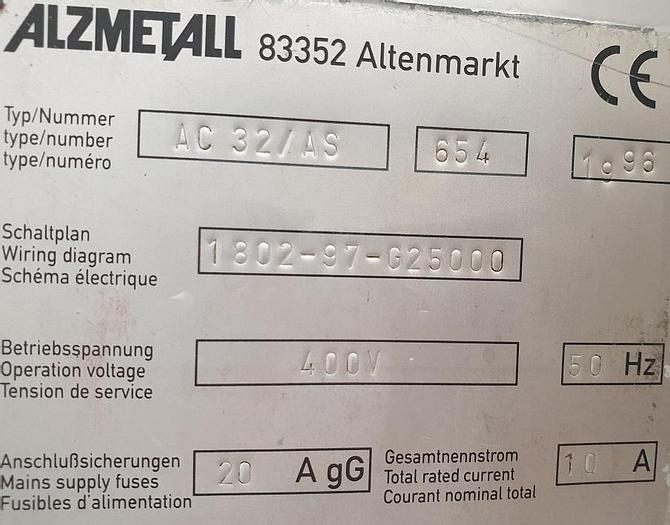 ALZMETALL 83352 Altenmarkt CE
Typ/Nummer
type/number AC 32/AS 654 1996
type/numéro
Schaltplan
Wiring diagram 1802-97-G25000
Schéma électrique
Betriebsspannung
Operation voltage 400V 50 Hz
Tension de service
Anschlußsicherungen
Mains supply fuses 20 A gG
Fusibles d'alimentation
Gesamtnennstrom
Total rated current 10 A
Courant nominal total